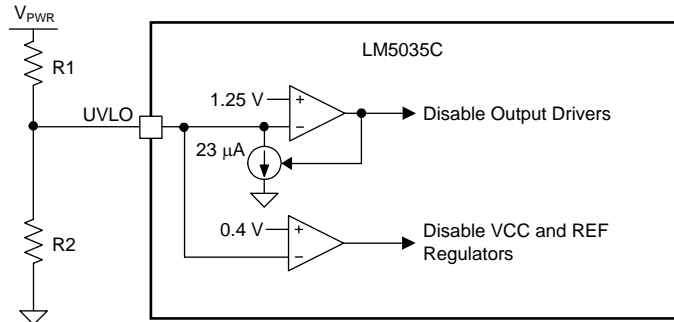 VPWR
LM5035C
R1
1.25 V
+
UVLO
Disable Output Drivers
−
23 μA
0.4 V
+
R2
Disable VCC and REF
Regulators
−